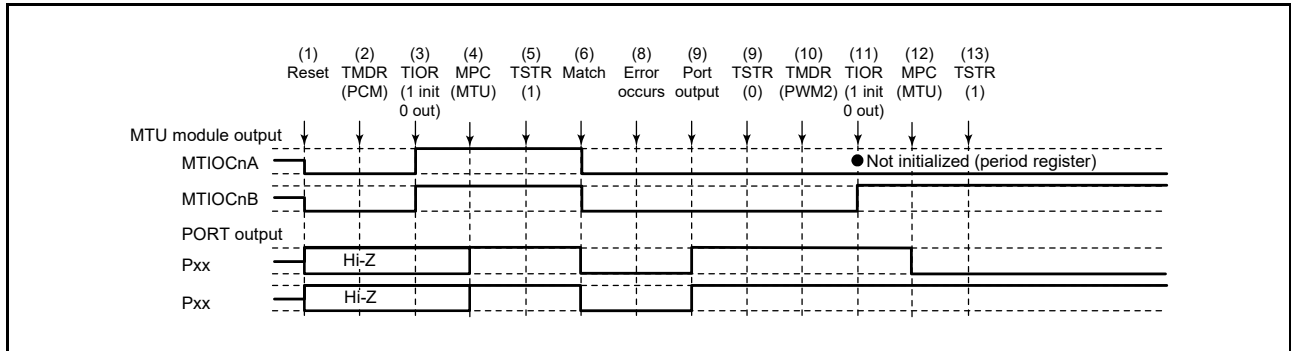 (1) (2) (3) (4) (5) (6) (8) (9) (9) (10) (11) (12) (13)
Reset TMDR TIOR MPC TSTR Match Error Port TSTR TMDR TIOR MPC TSTR
(PCM) (1 init (MTU) (1) occurs output (0) (PWM2) (1 init (MTU) (1)
0 out) 0 out)
MTU module output
MTIOCnA Not initialized (period register)
MTIOCnB
PORT output
Pxx Hi-Z
Pxx Hi-Z